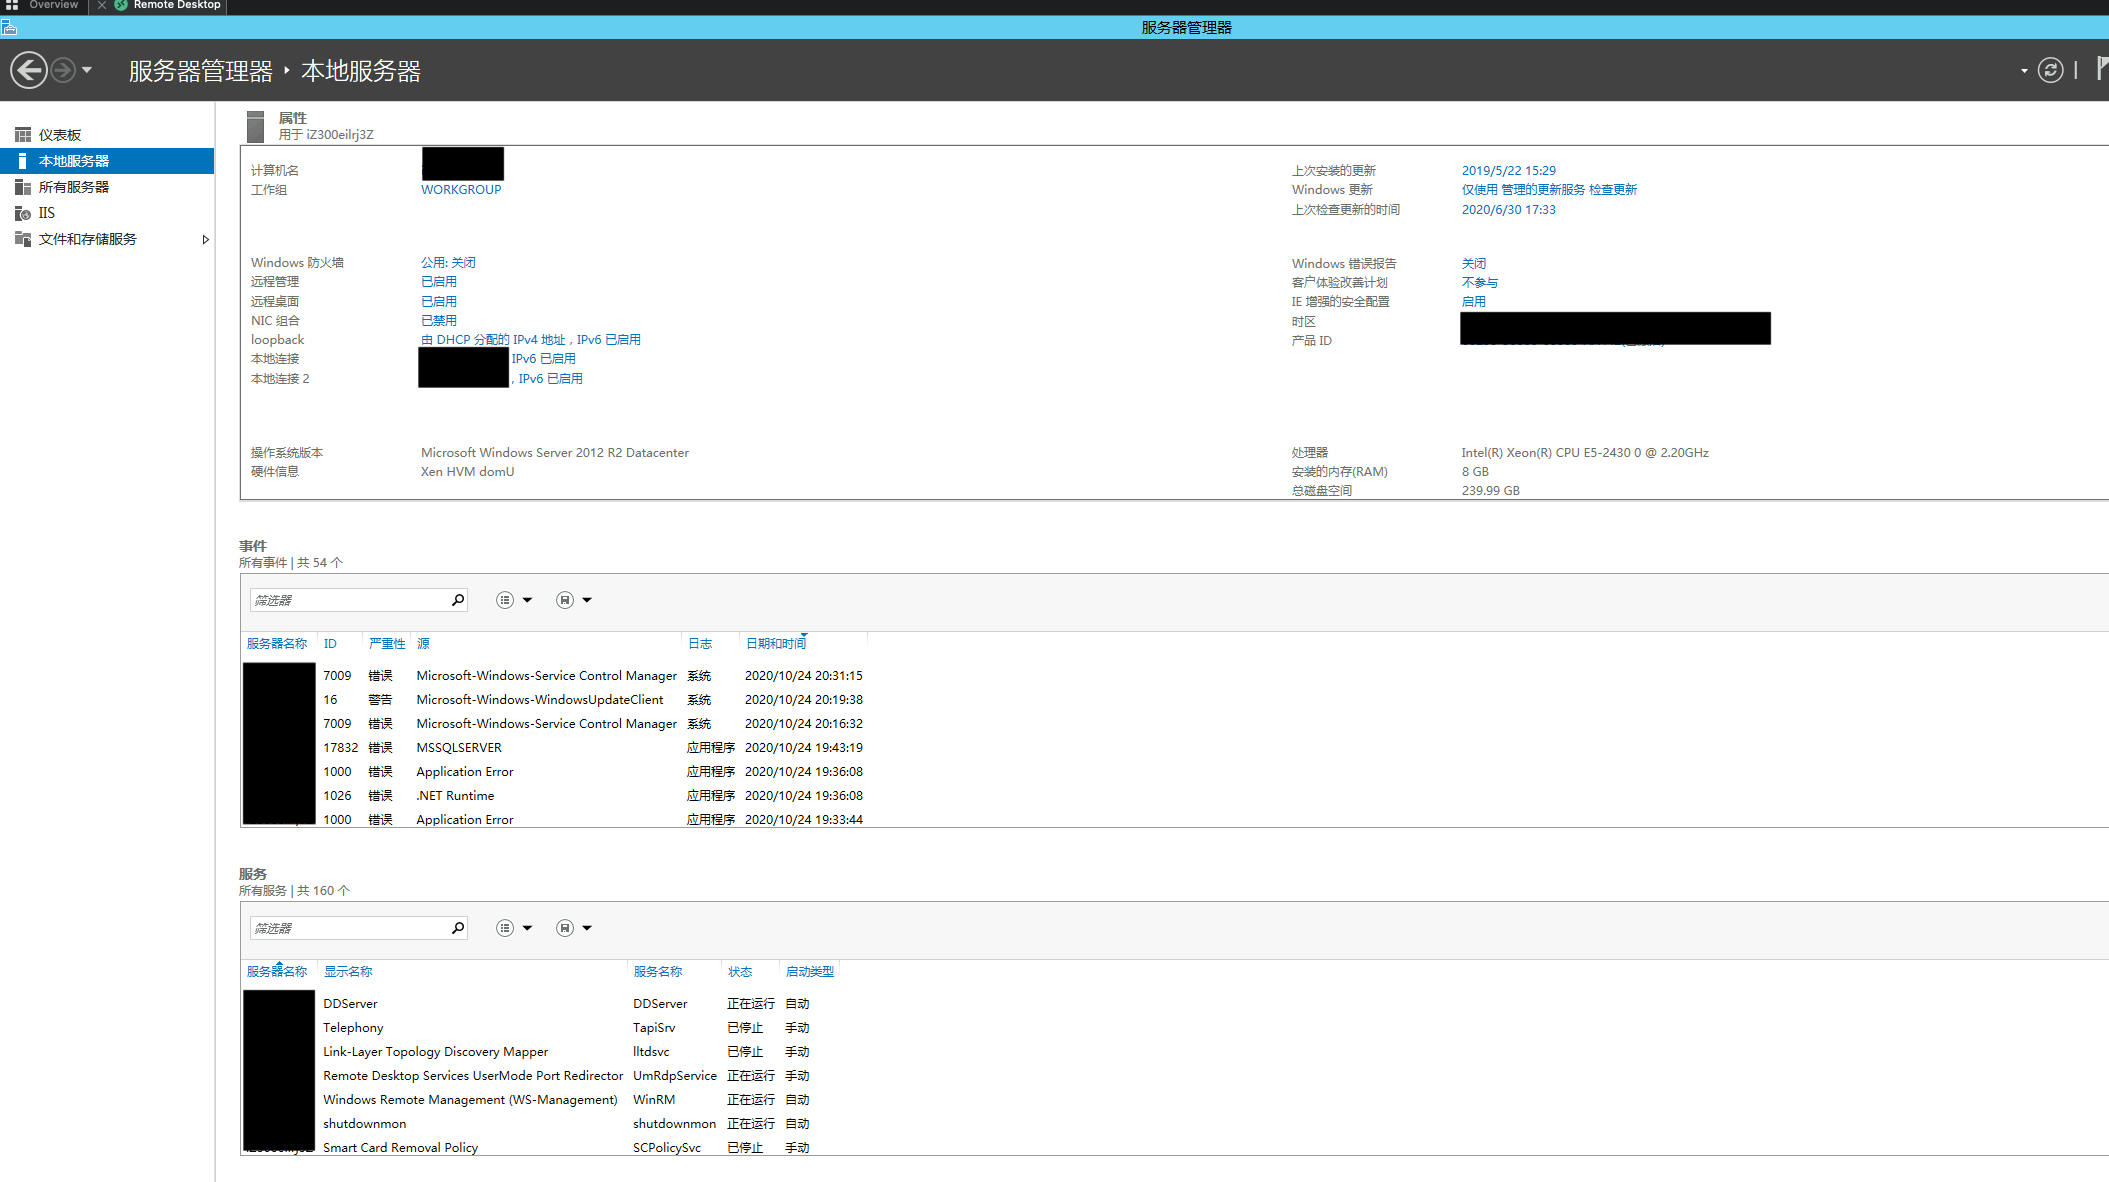 Overview
Remote Desktop
服务器管理器
服务器管理器 ‣ 本地服务器
仪表板
本地服务器
所有服务器
IIS
文件和存储服务
属性
用于 iZ300eilrj3Z
计算机名
工作组 WORKGROUP
上次安装的更新 2019/5/22 15:29
Windows 更新 仅使用 管理的更新服务 检查更新
上次检查更新的时间 2020/6/30 17:33
Windows 防火墙 公用: 关闭
远程管理 已启用
远程桌面 已启用
NIC 组合 已禁用
loopback 由 DHCP 分配的 IPv4 地址，IPv6 已启用
本地连接 IPv6 已启用
本地连接 2 , IPv6 已启用
Windows 错误报告 关闭
客户体验改善计划 不参与
IE 增强的安全配置 启用
时区
产品 ID
操作系统版本 Microsoft Windows Server 2012 R2 Datacenter
硬件信息 Xen HVM domU
处理器 Intel(R) Xeon(R) CPU E5-2430 0 @ 2.20GHz
安装的内存(RAM) 8 GB
总磁盘空间 239.99 GB
事件
所有事件 | 共 54 个
筛选器
服务器名称 ID 严重性 源 日志 日期和时间
7009 错误 Microsoft-Windows-Service Control Manager 系统 2020/10/24 20:31:15
16 警告 Microsoft-Windows-WindowsUpdateClient 系统 2020/10/24 20:19:38
7009 错误 Microsoft-Windows-Service Control Manager 系统 2020/10/24 20:16:32
17832 错误 MSSQLSERVER 应用程序 2020/10/24 19:43:19
1000 错误 Application Error 应用程序 2020/10/24 19:36:08
1026 错误 .NET Runtime 应用程序 2020/10/24 19:36:08
1000 错误 Application Error 应用程序 2020/10/24 19:33:44
服务
所有服务 | 共 160 个
筛选器
服务器名称 显示名称 服务名称 状态 启动类型
DDServer DDServer 正在运行 自动
Telephony TapiSrv 已停止 手动
Link-Layer Topology Discovery Mapper lltdsvc 已停止 手动
Remote Desktop Services UserMode Port Redirector UmRdpService 正在运行 手动
Windows Remote Management (WS-Management) WinRM 正在运行 自动
shutdownmon shutdownmon 正在运行 自动
Smart Card Removal Policy SCPolicySvc 已停止 手动